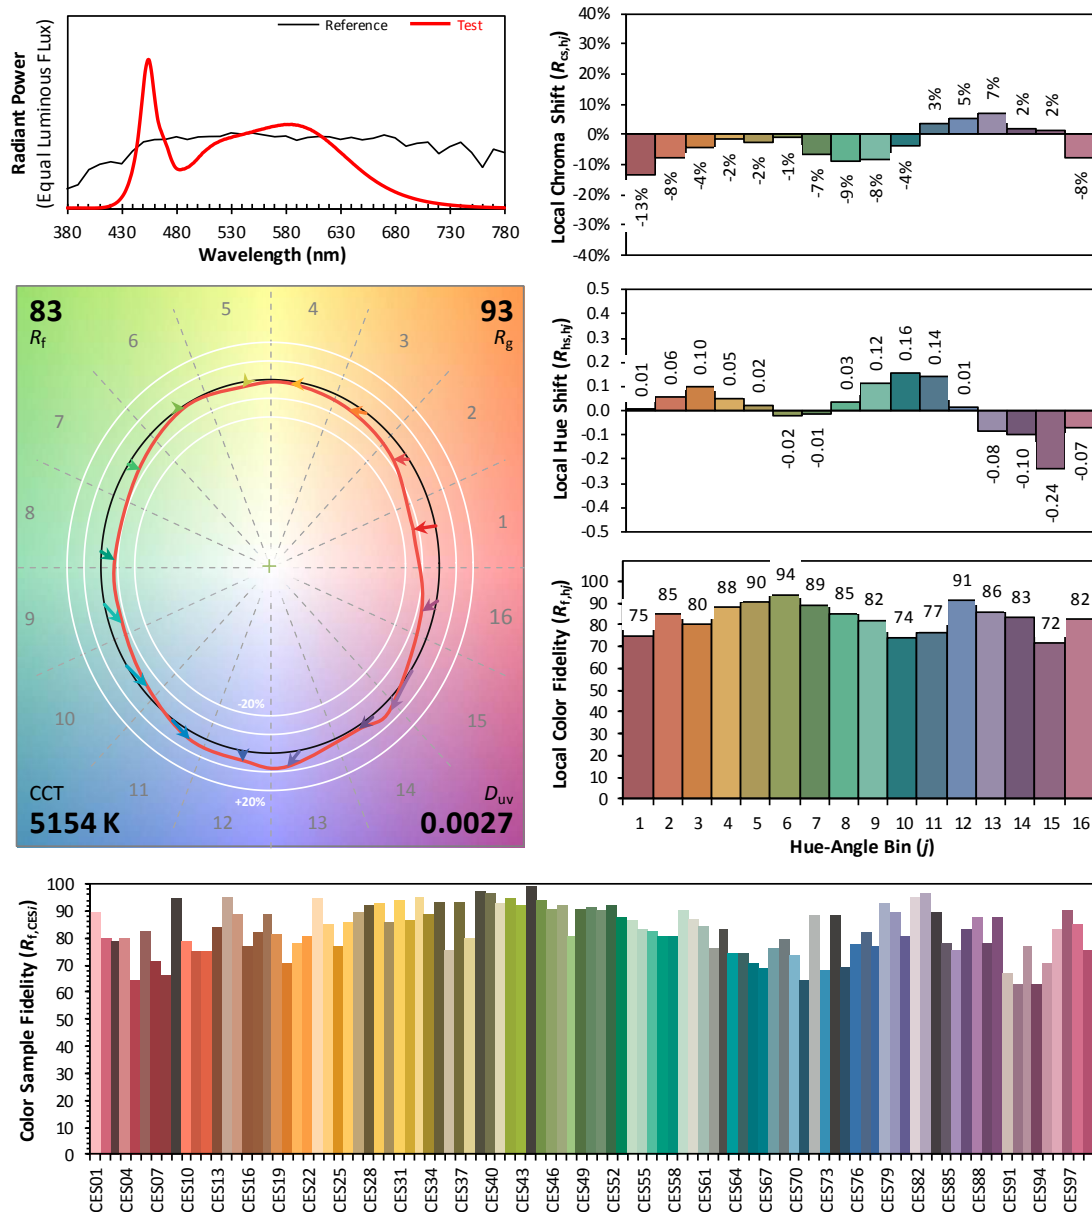 Radiant Power
(Equal Luminous FLux)
Reference
Test
380 430 480 530 580 630 680 730 780
Wavelength (nm)
Local Chroma Shift (Rcs,hj)
40%
30%
20%
10%
0%
-10%
-20%
-30%
-40%
-13% -8% -4% -2% -2% -1% -7% -9% -8% -4% 3% 5% 7% 2% 2% -8%
83
Rf
93
Rg
5 4
6 3
7 2
8 1
9 16
10 15
11 14
12 13
-20%
+20%
CCT
5154 K
Duv
0.0027
Local Hue Shift (Rhs,hj)
0.5
0.4
0.3
0.2
0.1
0.0
-0.1
-0.2
-0.3
-0.4
-0.5
0.01 0.06 0.10 0.05 0.02 -0.02 -0.01 0.03 0.12 0.16 0.14 0.01 -0.08 -0.10 -0.24 -0.07
Local Color Fidelity (Rf,hj)
100
90
80
70
60
50
40
30
20
10
0
75 85 80 88 90 94 89 85 82 74 77 91 86 83 72 82
1 2 3 4 5 6 7 8 9 10 11 12 13 14 15 16
Hue-Angle Bin (j)
Color Sample Fidelity (Rf,CESi)
100
90
80
70
60
50
40
30
20
10
0
CES01 CES04 CES07 CES10 CES13 CES16 CES19 CES22 CES25 CES28 CES31 CES34 CES37 CES40 CES43 CES46 CES49 CES52 CES55 CES58 CES61 CES64 CES67 CES70 CES73 CES76 CES79 CES82 CES85 CES88 CES91 CES94 CES97